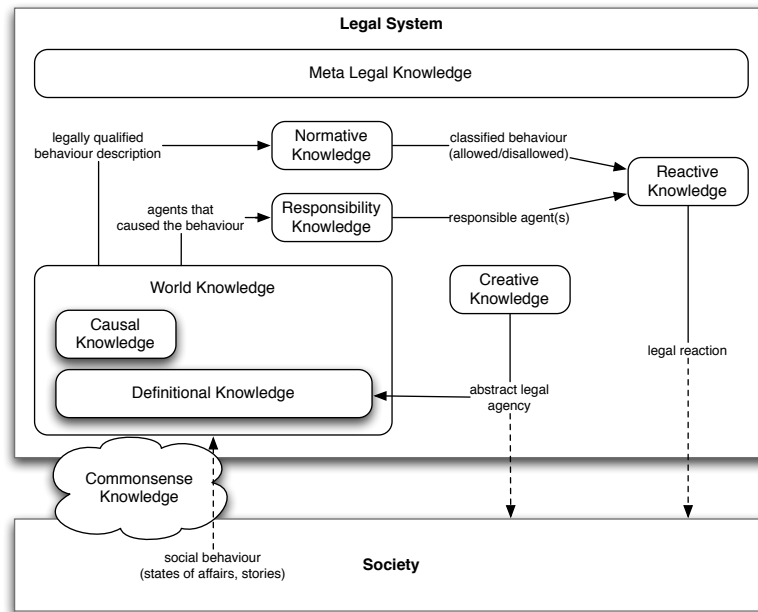 Legal System
Meta Legal Knowledge
legally qualified
behaviour description
Normative
Knowledge
classified behaviour
(allowed/disallowed)
Reactive
Knowledge
agents that
caused the behaviour
Responsibility
Knowledge
responsible agent(s)
World Knowledge
Creative
Knowledge
Causal
Knowledge
legal reaction
Definitional Knowledge
abstract legal
agency
Commonsense
Knowledge
social behaviour
(states of affairs, stories)
Society